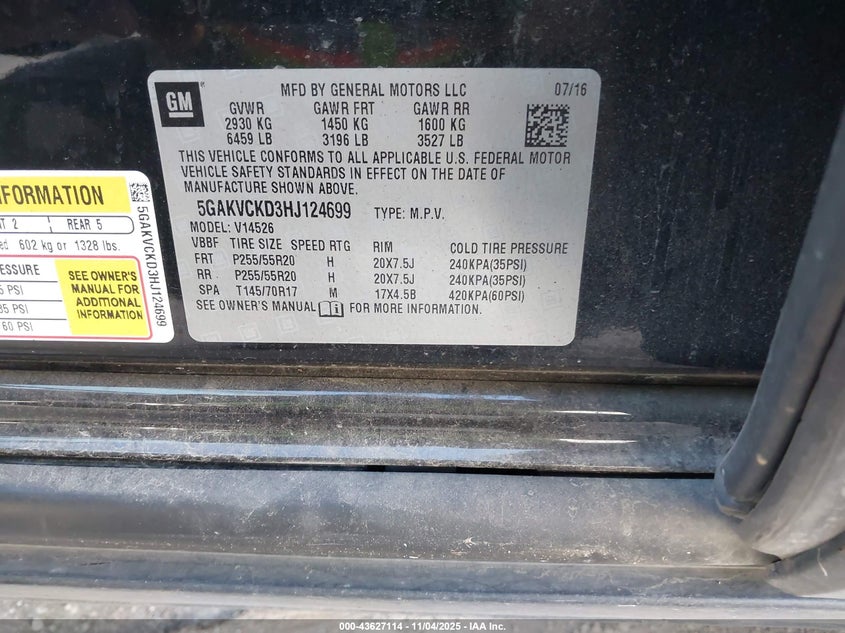 GM
MFD BY GENERAL MOTORS LLC 07/16
GVWR GAWR FRT GAWR RR
2930 KG 1450 KG 1600 KG
6459 LB 3196 LB 3527 LB
THIS VEHICLE CONFORMS TO ALL APPLICABLE U.S. FEDERAL MOTOR
VEHICLE SAFETY STANDARDS IN EFFECT ON THE DATE OF
MANUFACTURE SHOWN ABOVE.
5GAKVCKD3HJ124699 TYPE: M.P.V.
MODEL: V14526
VBBF TIRE SIZE SPEED RTG RIM COLD TIRE PRESSURE
FRT P255/55R20 H 20X7.5J 240KPA(35PSI)
RR P255/55R20 H 20X7.5J 240KPA(35PSI)
SPA T145/70R17 M 17X4.5B 420KPA(60PSI)
SEE OWNER'S MANUAL FOR MORE INFORMATION.
REAR 5
602 kg or 1328 lbs.
SEE OWNER'S
MANUAL FOR
ADDITIONAL
INFORMATION
60 PSI
5GAKVCKD3HJ124699
000-43627114 - 11/04/2025 - IAA Inc.